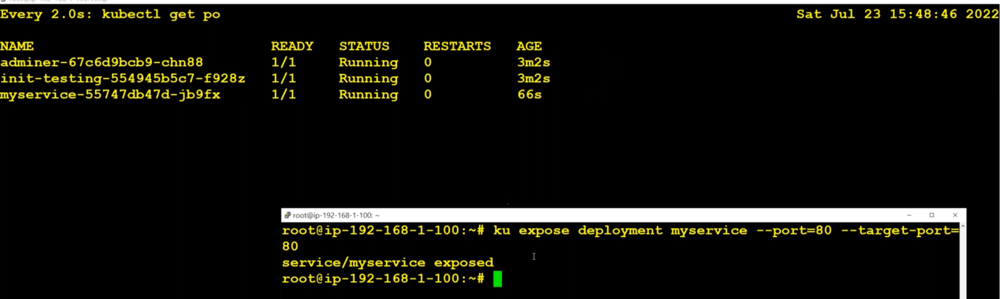 Every 2.0s: kubectl get po Sat Jul 23 15:48:46 2022
NAME READY STATUS RESTARTS AGE
adminer-67c6d9bcb9-chn88 1/1 Running 0 3m2s
init-testing-554945b5c7-f928z 1/1 Running 0 3m2s
myservice-55747db47d-jb9fx 1/1 Running 0 66s
root@ip-192-168-1-100: ~
root@ip-192-168-1-100:~# ku expose deployment myservice --port=80 --target-port=
80
service/myservice exposed
root@ip-192-168-1-100:~#